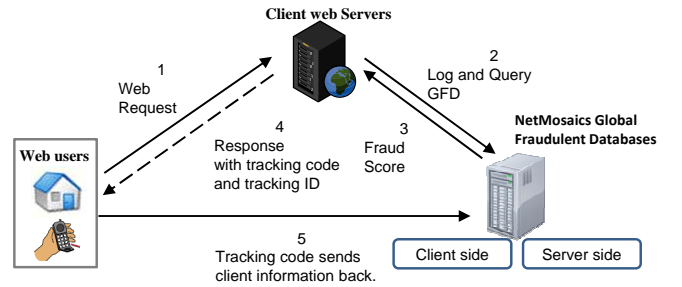 Client web Servers
1
Web
Request
2
Log and Query
GFD
NetMosaics Global
Fraudulent Databases
4
Response
with tracking code
and tracking ID
3
Fraud
Score
Web users
5
Tracking code sends
client information back.
Client side
Server side